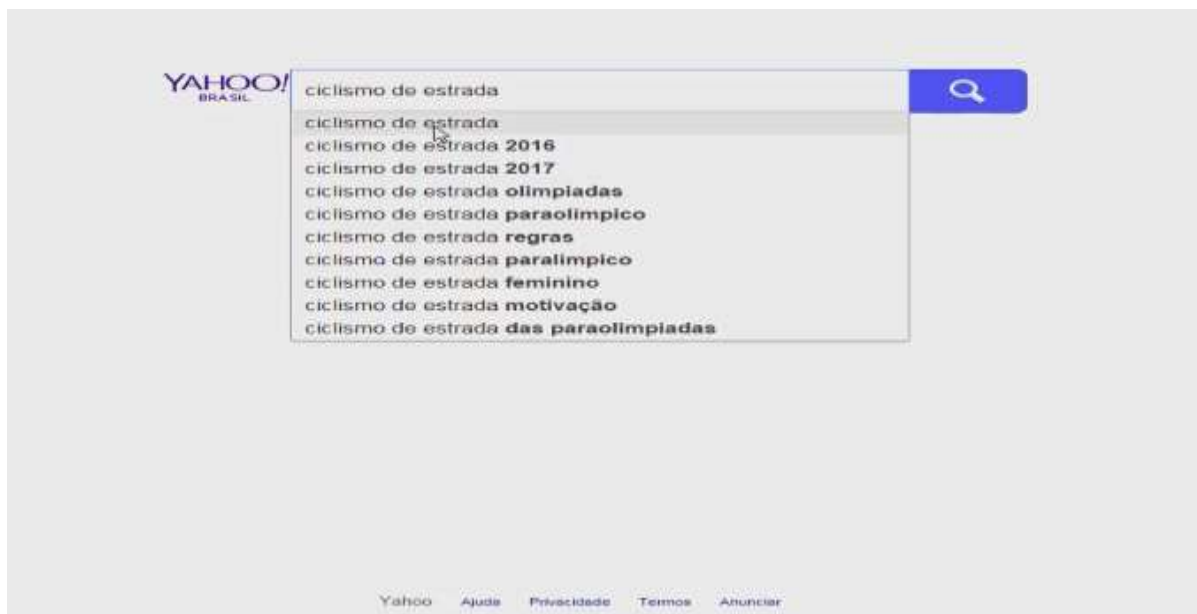 YAHOO!
BRASIL
ciclismo de estrada
ciclismo de estrada
ciclismo de estrada 2016
ciclismo de estrada 2017
ciclismo de estrada olimpiadas
ciclismo de estrada paraolimpico
ciclismo de estrada regras
ciclismo de estrada paralimpico
ciclismo de estrada feminino
ciclismo de estrada motivação
ciclismo de estrada das paraolimpiadas
Yahoo Ajuda Privacidade Termos Anunciar